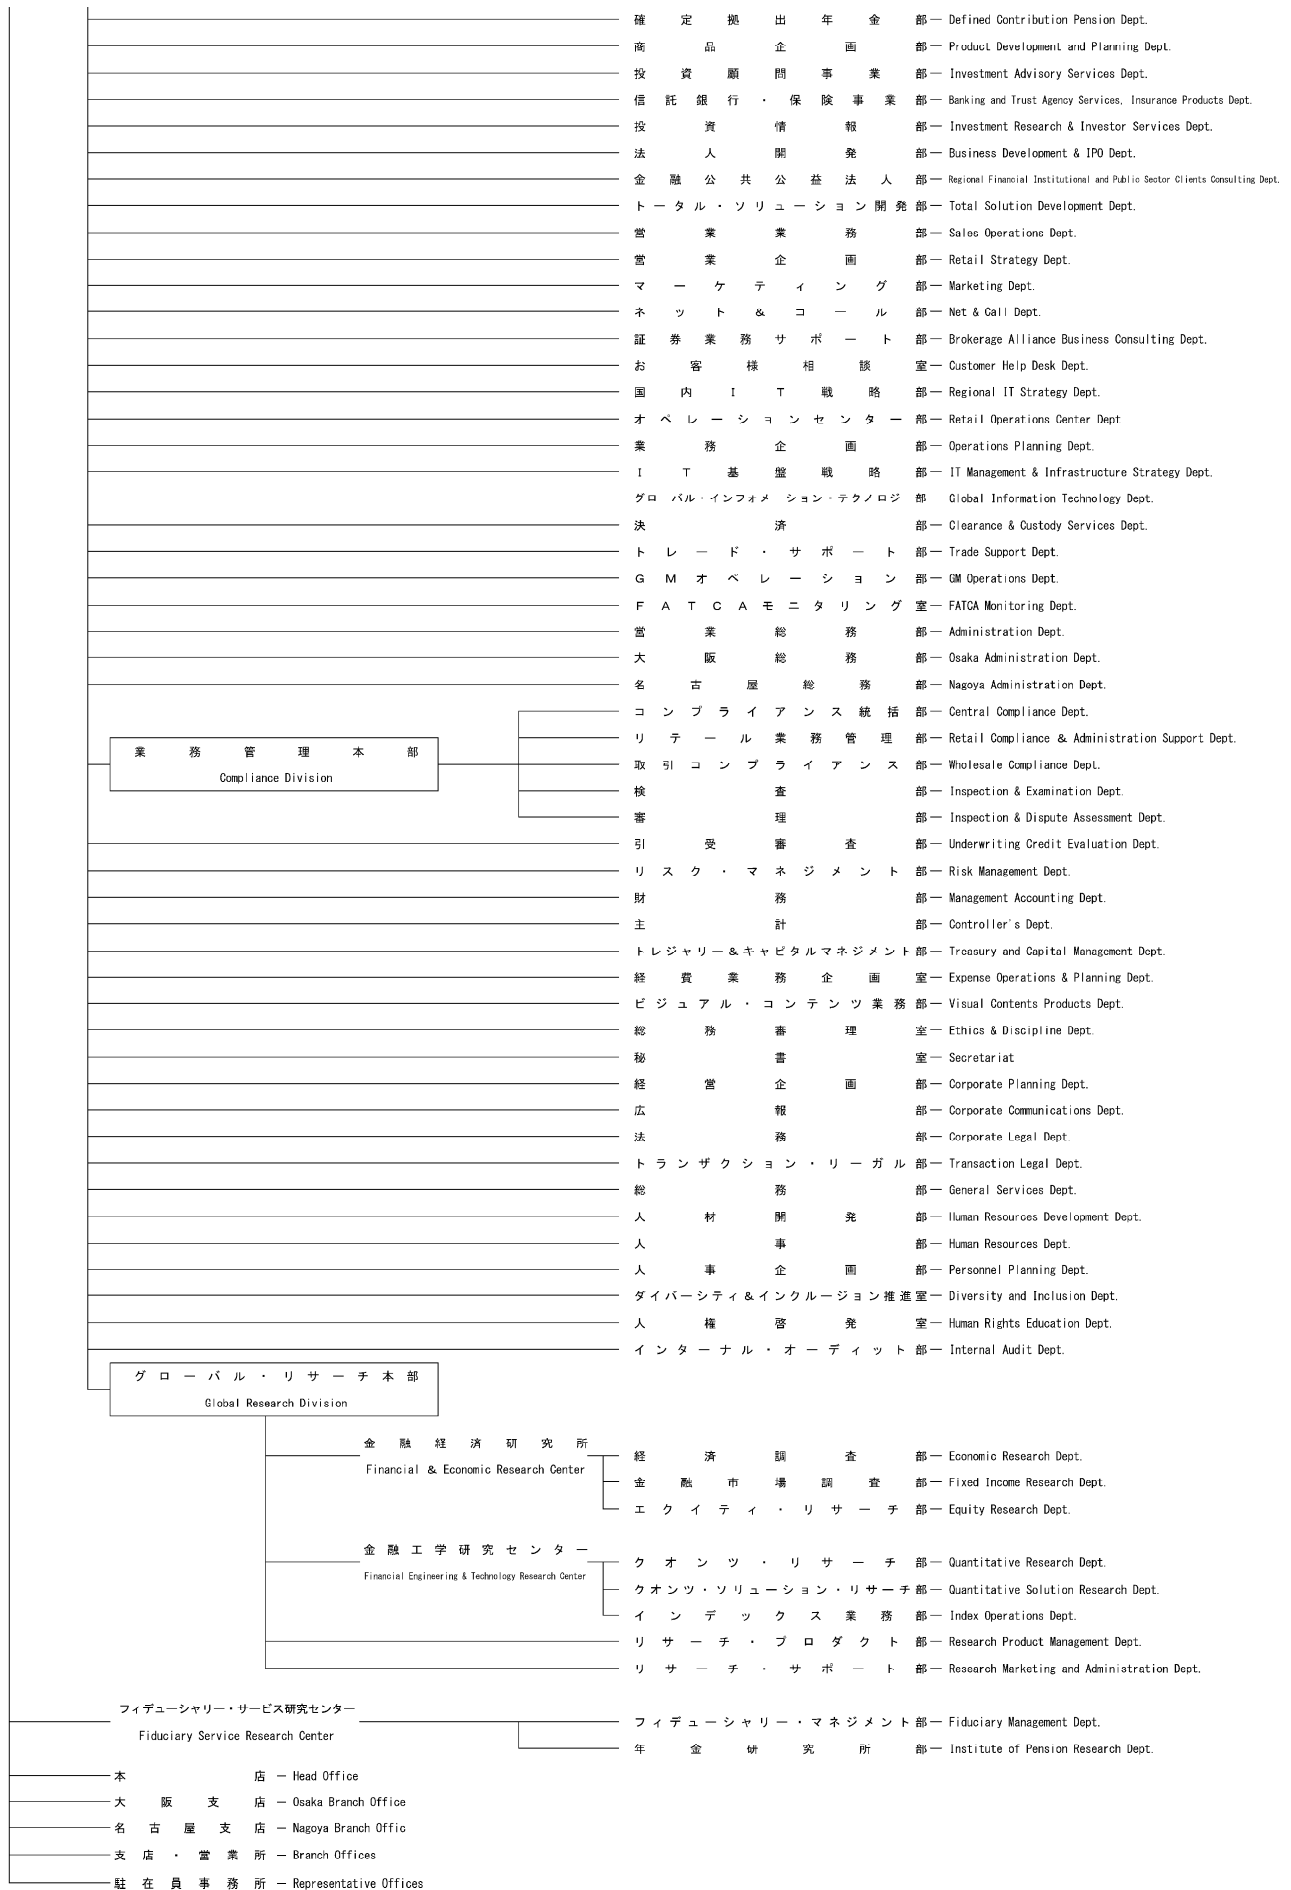 確定拠出年金部― Defined Contribution Pension Dept.
商品企画部― Product Development and Planning Dept.
投資顧問事業部― Investment Advisory Services Dept.
信託銀行・保険事業部― Banking and Trust Agency Services, Insurance Products Dept.
投資情報部― Investment Research & Investor Services Dept.
法人開発部― Business Development & IPO Dept.
金融公共公益法人部― Regional Financial Institutional and Public Sector Clients Consulting Dept.
トータル・ソリューション開発部― Total Solution Development Dept.
営業業務部― Sales Operations Dept.
営業企画部― Retail Strategy Dept.
マーケティング部― Marketing Dept.
ネット&コール部― Net & Call Dept.
証券業務サポート部― Brokerage Alliance Business Consulting Dept.
お客様相談室― Customer Help Desk Dept.
国内IT戦略部― Regional IT Strategy Dept.
オペレーションセンター部― Retail Operations Center Dept
業務企画部― Operations Planning Dept.
IT基盤戦略部― IT Management & Infrastructure Strategy Dept.
グローバル・インフォメーション・テクノロジー部 Global Information Technology Dept.
決済部― Clearance & Custody Services Dept.
トレード・サポート部― Trade Support Dept.
GMオペレーション部― GM Operations Dept.
FATCAモニタリング室― FATCA Monitoring Dept.
営業総務部― Administration Dept.
大阪総務部― Osaka Administration Dept.
名古屋総務部― Nagoya Administration Dept.
コンプライアンス統括部― Central Compliance Dept.
業務管理本部
Compliance Division
リテール業務管理部― Retail Compliance & Administration Support Dept.
取引コンプライアンス部― Wholesale Compliance Dept.
検査部― Inspection & Examination Dept.
審理部― Inspection & Dispute Assessment Dept.
引受審査部― Underwriting Credit Evaluation Dept.
リスク・マネジメント部― Risk Management Dept.
財務部― Management Accounting Dept.
主計部― Controller's Dept.
トレジャリー&キャピタルマネジメント部― Treasury and Capital Management Dept.
経費業務企画室― Expense Operations & Planning Dept.
ビジュアル・コンテンツ業務部― Visual Contents Products Dept.
総務審理室― Ethics & Discipline Dept.
秘書室― Secretariat
経営企画部― Corporate Planning Dept.
広報部― Corporate Communications Dept.
法務部― Corporate Legal Dept.
トランザクション・リーガル部― Transaction Legal Dept.
総務部― General Services Dept.
人材開発部― Human Resources Development Dept.
人事部― Human Resources Dept.
人事企画部― Personnel Planning Dept.
ダイバーシティ&インクルージョン推進室― Diversity and Inclusion Dept.
人権啓発室― Human Rights Education Dept.
インターナル・オーディット部― Internal Audit Dept.
グローバル・リサーチ本部
Global Research Division
金融経済研究所
Financial & Economic Research Center
経済調査部― Economic Research Dept.
金融市場調査部― Fixed Income Research Dept.
エクイティ・リサーチ部― Equity Research Dept.
金融工学研究センター
Financial Engineering & Technology Research Center
クオンツ・リサーチ部― Quantitative Research Dept.
クオンツ・ソリューション・リサーチ部― Quantitative Solution Research Dept.
インデックス業務部― Index Operations Dept.
リサーチ・プロダクト部― Research Product Management Dept.
リサーチ・サポート部― Research Marketing and Administration Dept.
フィデューシャリー・サービス研究センター
Fiduciary Service Research Center
フィデューシャリー・マネジメント部― Fiduciary Management Dept.
年金研究所部― Institute of Pension Research Dept.
本店― Head Office
大阪支店― Osaka Branch Office
名古屋支店― Nagoya Branch Offic
支店・営業所― Branch Offices
駐在員事務所― Representative Offices